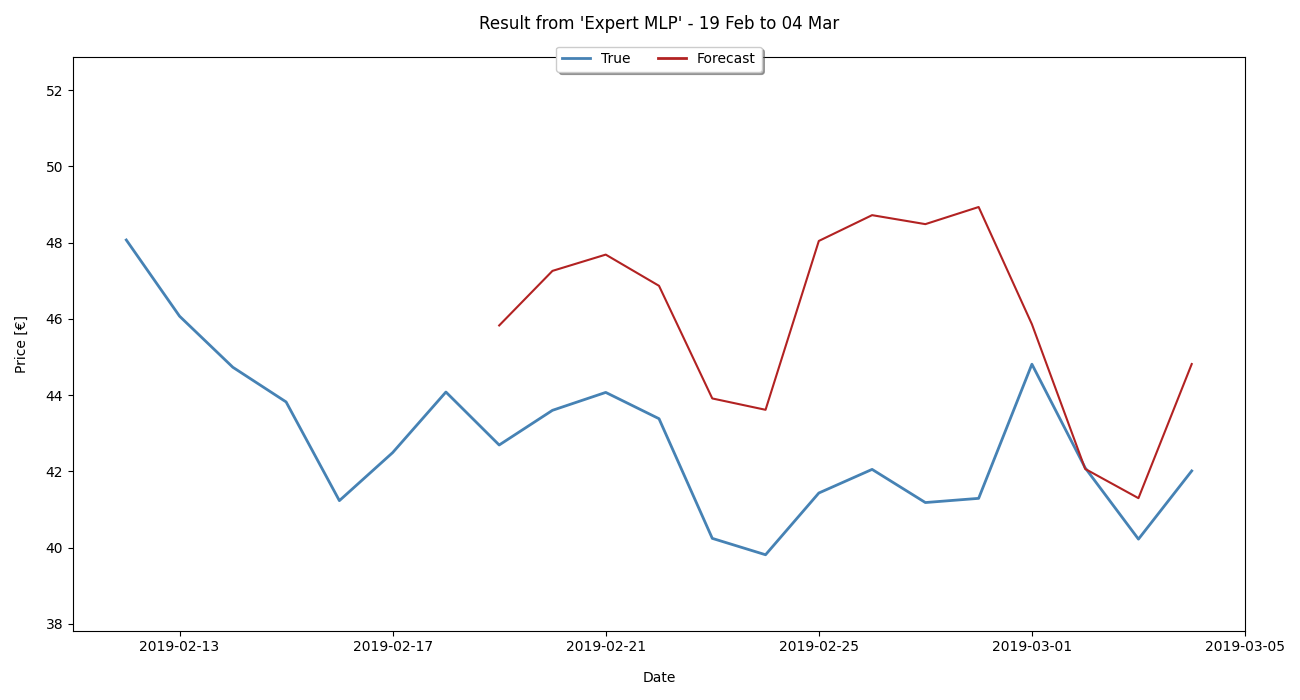 Result from 'Expert MLP' - 19 Feb to 04 Mar
True Forecast
52
50
48
46
44
42
40
38
Price [€]
2019-02-13 2019-02-17 2019-02-21 2019-02-25 2019-03-01 2019-03-05
Date